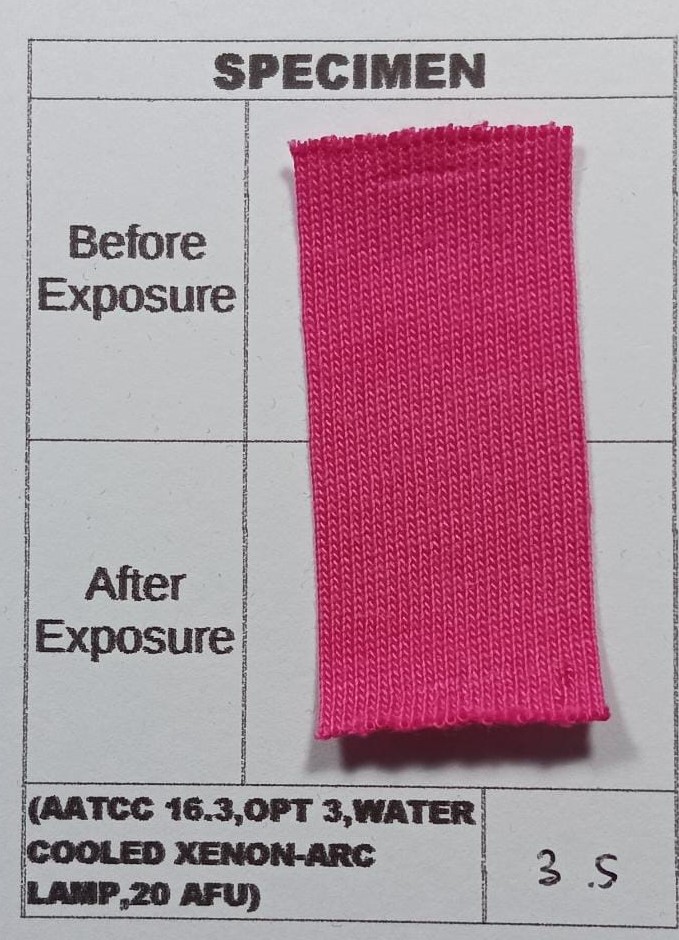 SPECIMEN
Before
Exposure
After
Exposure
(AATCC 16.3,OPT 3,WATER
COOLED XENON-ARC
LAMP,20 AFU)
3.5